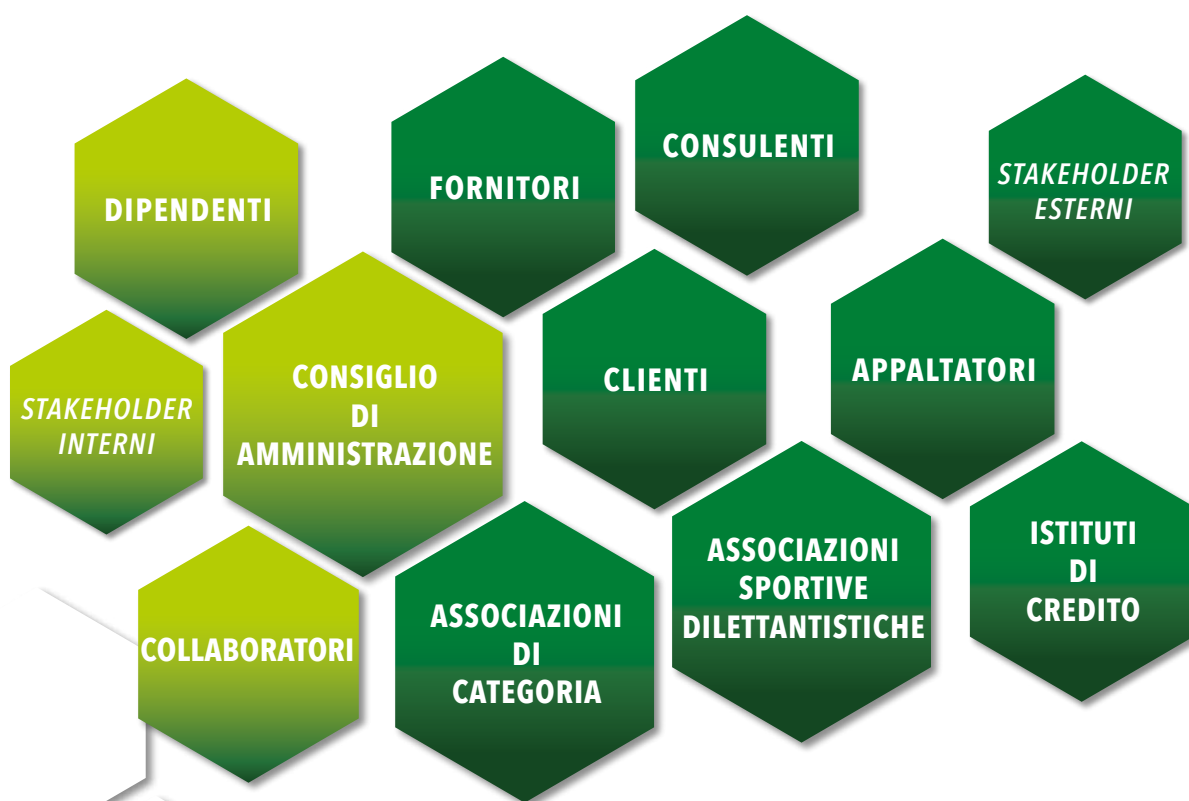 DIPENDENTI
FORNITORI
CONSULENTI
STAKEHOLDER
ESTERNI
STAKEHOLDER
INTERNI
CONSIGLIO
DI
AMMINISTRAZIONE
CLIENTI
APPALTATORI
COLLABORATORI
ASSOCIAZIONI
DI
CATEGORIA
ASSOCIAZIONI
SPORTIVE
DILETTANTISTICHE
ISTITUTI
DI
CREDITO